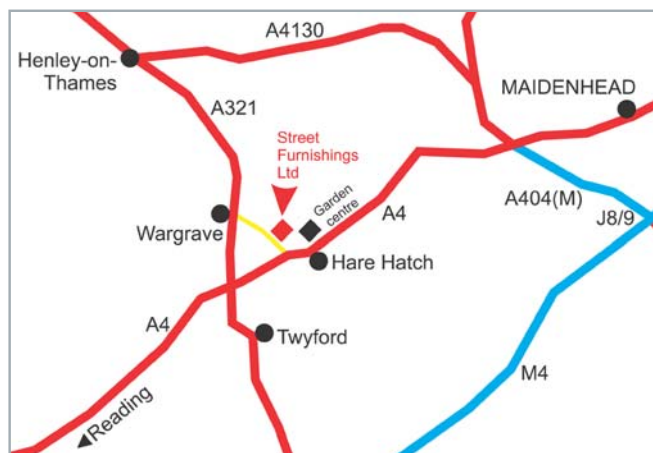 A4130
Henley-on-
Thames
MAIDENHEAD
A321
Street
Furnishings
Ltd
Garden
centre
A4
A404(M)
J8/9
Wargrave
Hare Hatch
A4
Twyford
M4
Reading